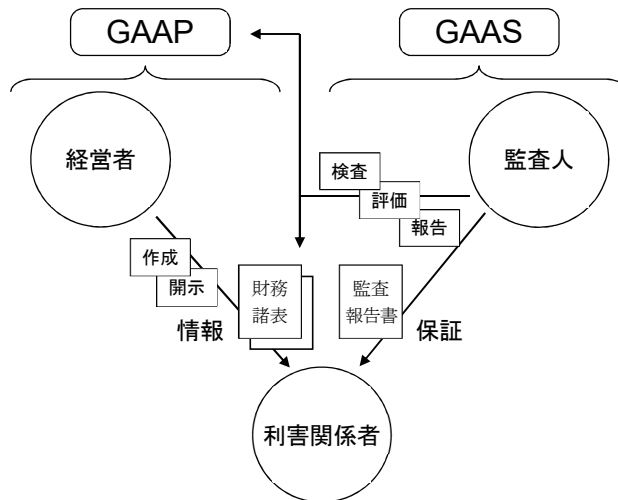 GAAP
GAAS
経営者
監査人
検査
評価
報告
作成
開示
財務
諸表
監査
報告書
情報
保証
利害関係者